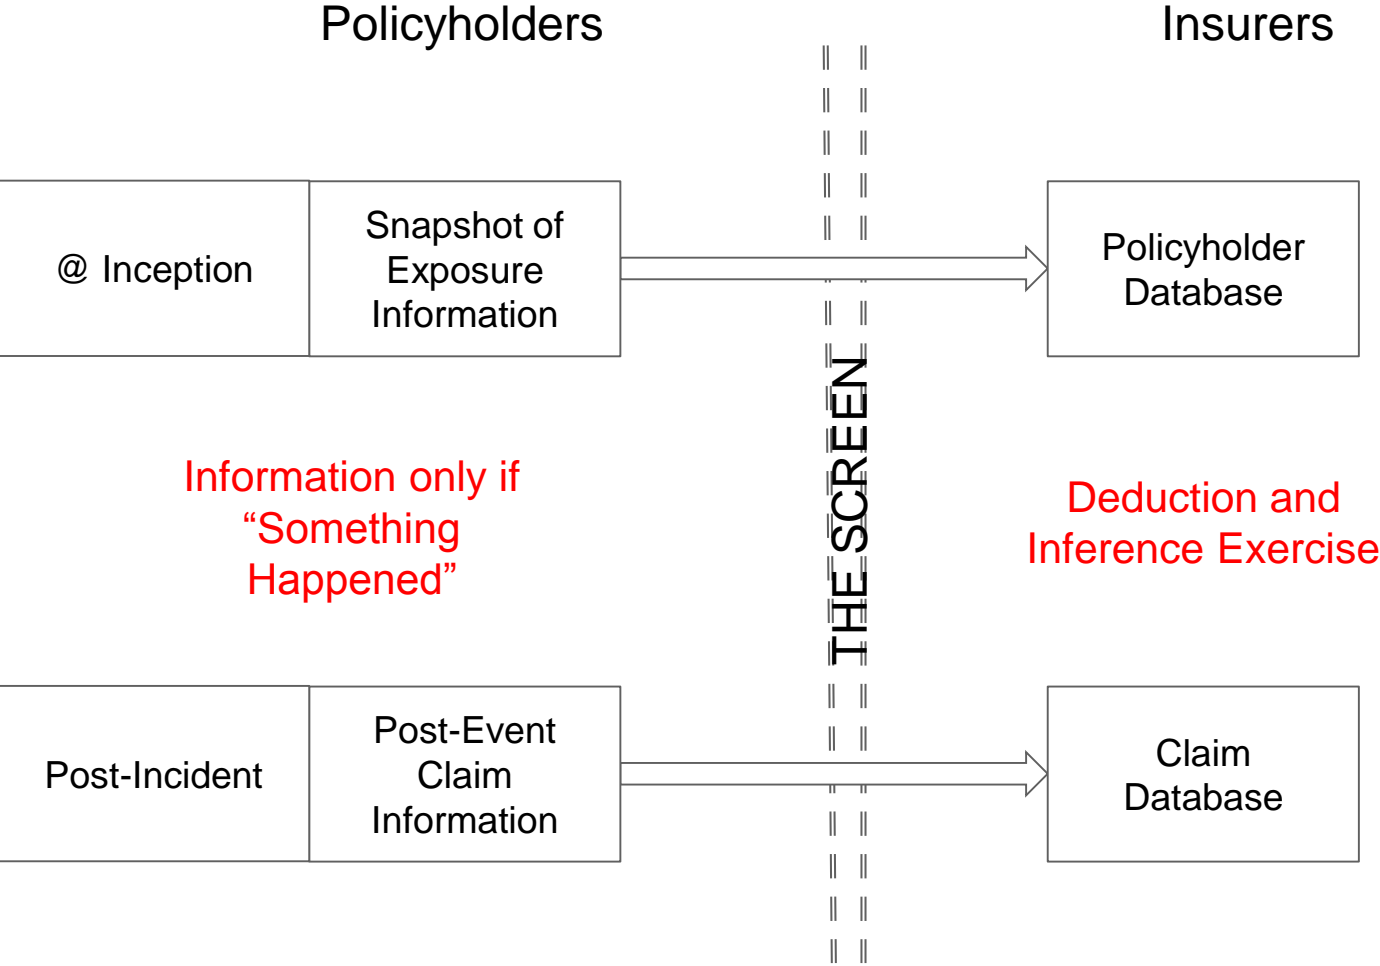 Policyholders
Insurers
@ Inception
Snapshot of
Exposure
Information
Policyholder
Database
THE SCREEN
Information only if
“Something
Happened”
Deduction and
Inference Exercise
Post-Incident
Post-Event
Claim
Information
Claim
Database